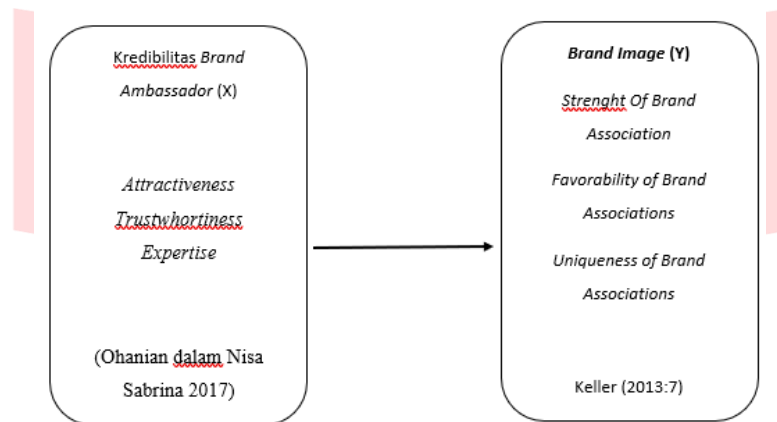 Kredibilitas Brand
Ambassador (X)
Attractiveness
Trustwhortiness
Expertise
(Ohanian dalam Nisa
Sabrina 2017)
Brand Image (Y)
Strenght Of Brand
Association
Favorability of Brand
Associations
Uniqueness of Brand
Associations
Keller (2013:7)